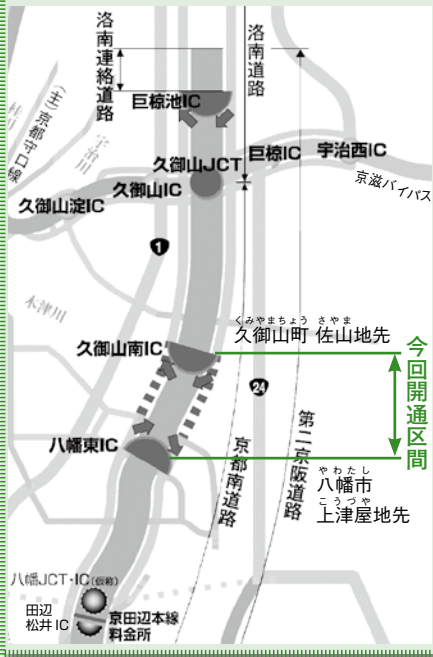 洛南連絡道路
洛南道路
(主)京都守口線
桂川
宇治川
巨椋池IC
久御山JCT
巨椋IC
宇治西IC
久御山IC
久御山淀IC
京滋バイパス
1
木津川
くみやまちょう さやま
久御山町 佐山地先
久御山南IC
24
今回開通区間
八幡東IC
京都南道路
第二京阪道路
やわたし
八幡市
こうづや
上津屋地先
八幡JCT・IC(仮称)
田辺
松井IC
京田辺本線
料金所